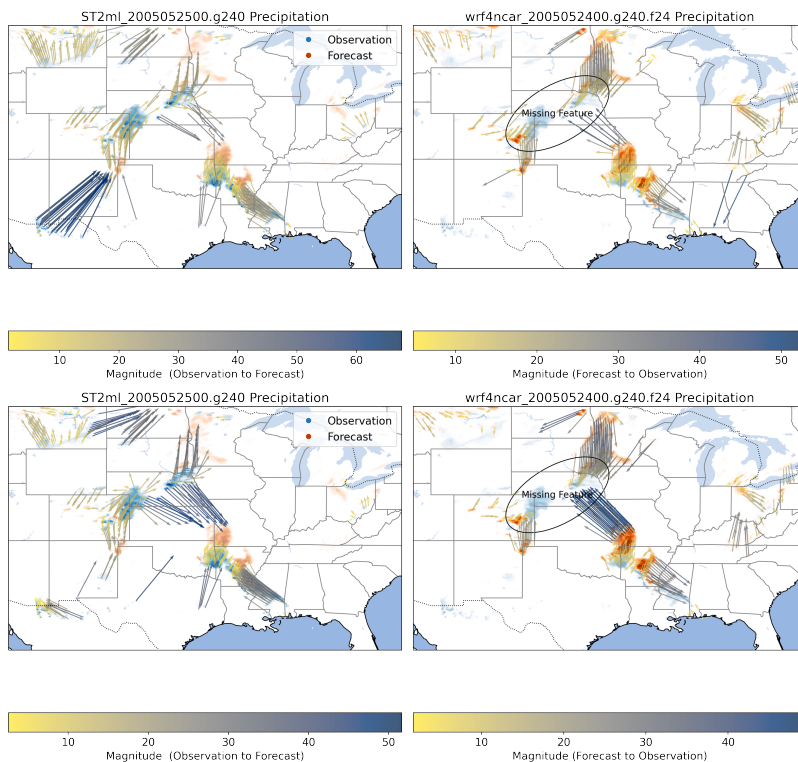 ST2ml_2005052500.g240 Precipitation
Observation
Forecast
10 20 30 40 50 60
Magnitude (Observation to Forecast)
wrf4ncar_2005052400.g240.f24 Precipitation
Missing Feature
10 20 30 40 50
Magnitude (Forecast to Observation)
ST2ml_2005052500.g240 Precipitation
Observation
Forecast
10 20 30 40 50
Magnitude (Observation to Forecast)
wrf4ncar_2005052400.g240.f24 Precipitation
Missing Feature
10 20 30 40
Magnitude (Forecast to Observation)